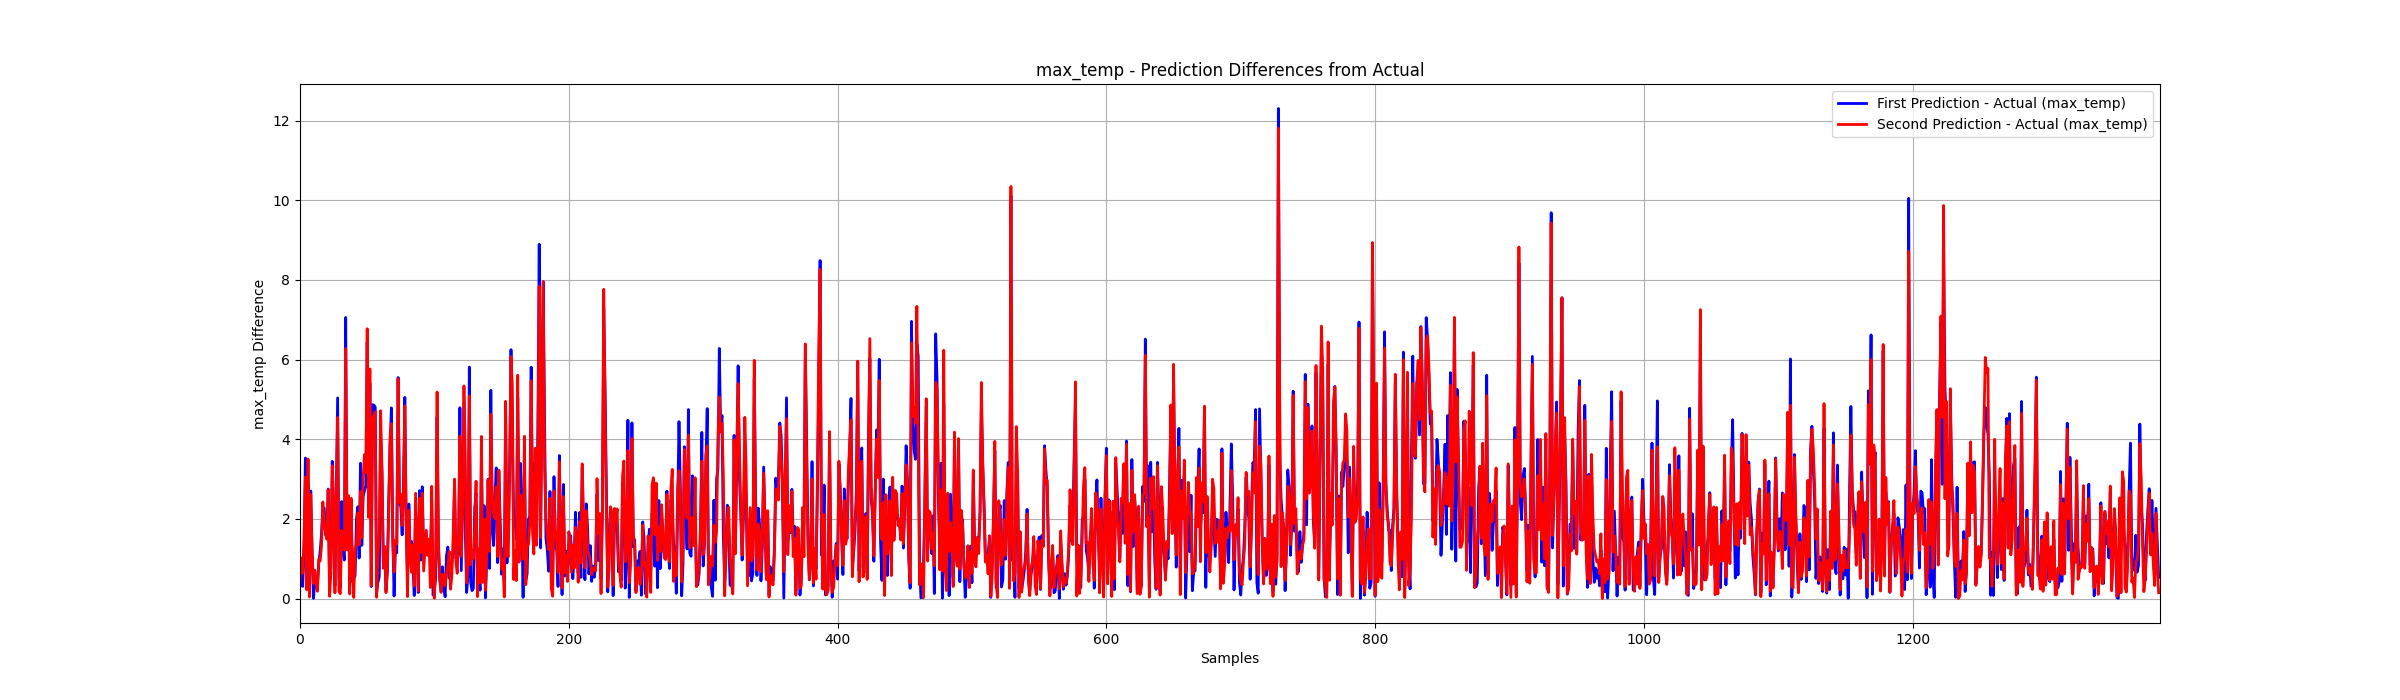 max_temp - Prediction Differences from Actual
First Prediction - Actual (max_temp)
Second Prediction - Actual (max_temp)
max_temp Difference
12
10
8
6
4
2
0
0 200 400 600 800 1000 1200
Samples